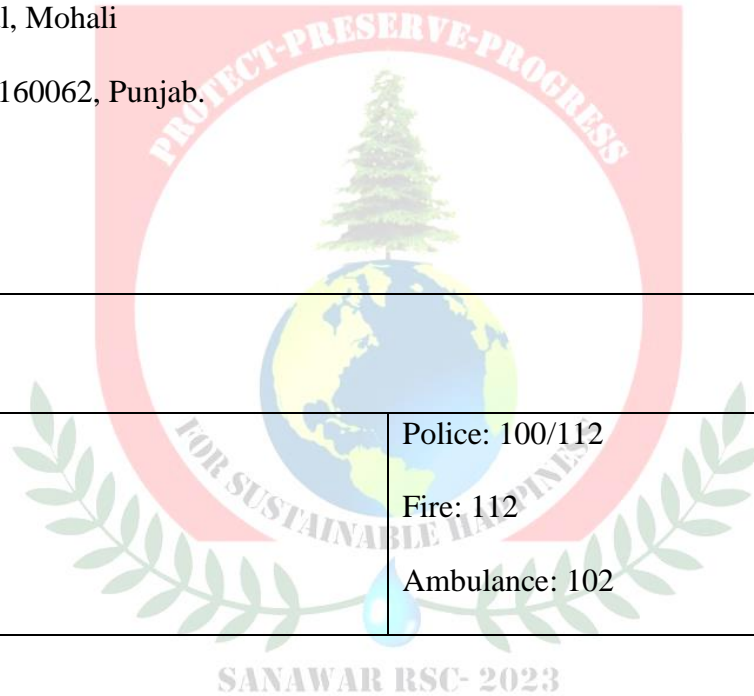 l, Mohali
160062, Punjab.
PROTECT-PRESERVE-PROGRESS
FOR SUSTAINABLE HAPPINESS
Police: 100/112
Fire: 112
Ambulance: 102
SANAWAR RSC- 2023